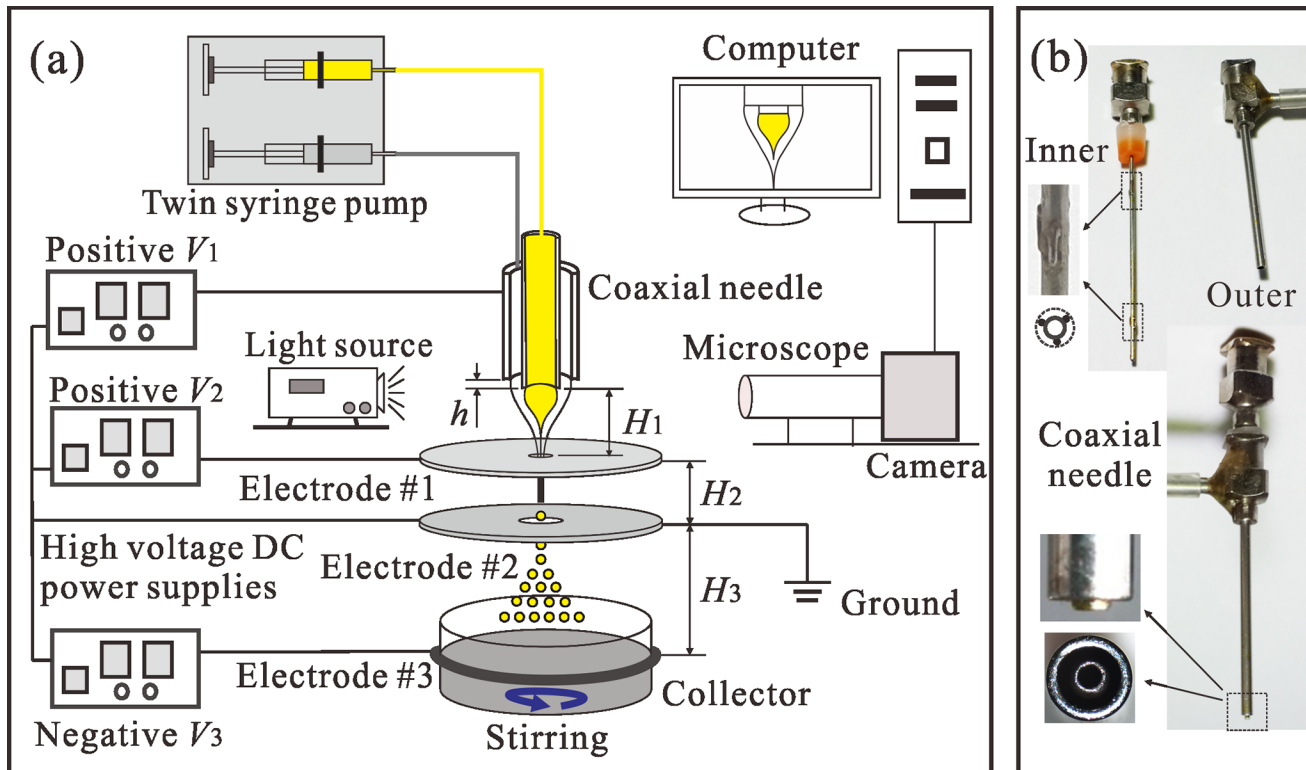 (a)
Twin syringe pump
Computer
Positive V1
Coaxial needle
Light source
Microscope
Positive V2
h
H1
Camera
Electrode #1
H2
High voltage DC
power supplies
Electrode #2
H3
Ground
Electrode #3
Collector
Negative V3
Stirring
(b)
Inner
Outer
Coaxial
needle